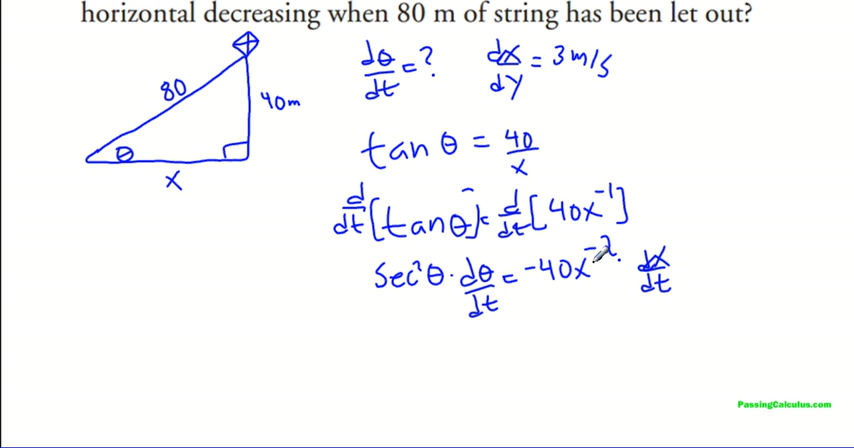 horizontal decreasing when 80 m of string has been let out?
dθ/dt = ? dx/dy = 3 m/s
80
40m
θ
x
tan θ = 40/x
d/dt [tan θ] = d/dt [40x⁻¹]
sec²θ · dθ/dt = -40x⁻² · dx/dt
PassingCalculus.com